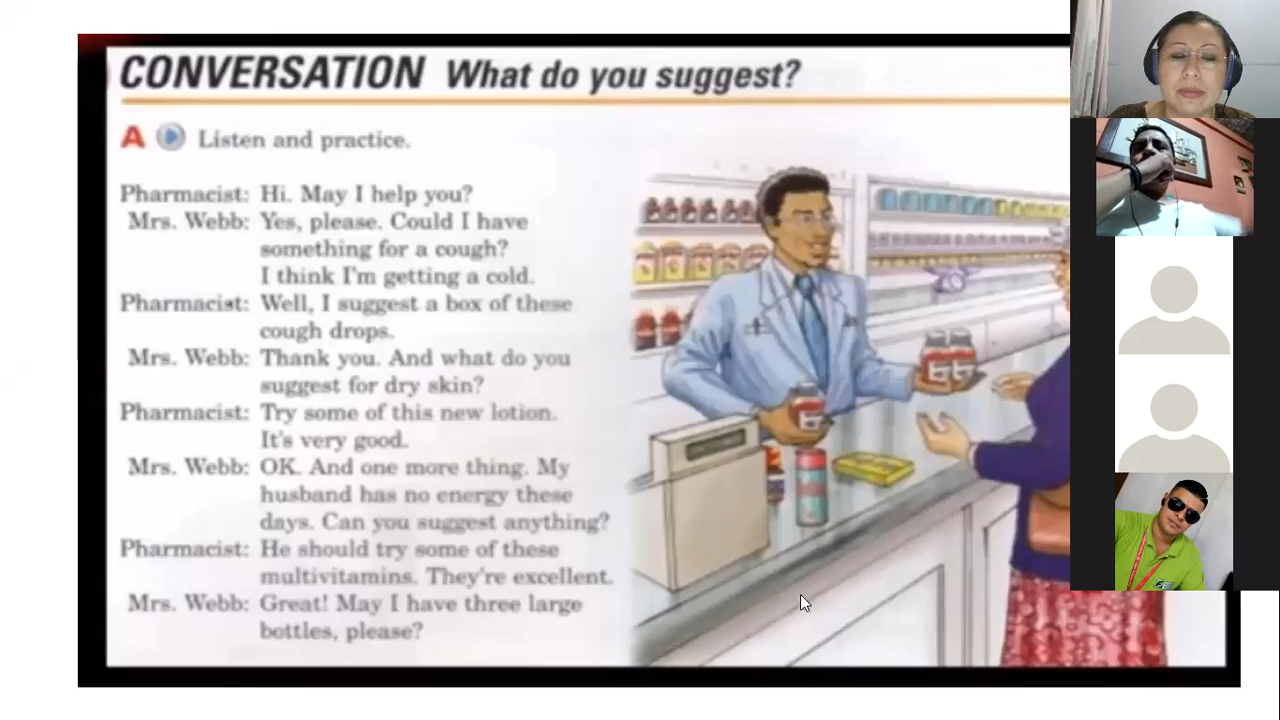 CONVERSATION What do you suggest?
A Listen and practice.
Pharmacist: Hi. May I help you?
Mrs. Webb: Yes, please. Could I have
something for a cough?
I think I'm getting a cold.
Pharmacist: Well, I suggest a box of these
cough drops.
Mrs. Webb: Thank you. And what do you
suggest for dry skin?
Pharmacist: Try some of this new lotion.
It's very good.
Mrs. Webb: OK. And one more thing. My
husband has no energy these
days. Can you suggest anything?
Pharmacist: He should try some of these
multivitamins. They're excellent.
Mrs. Webb: Great! May I have three large
bottles, please?